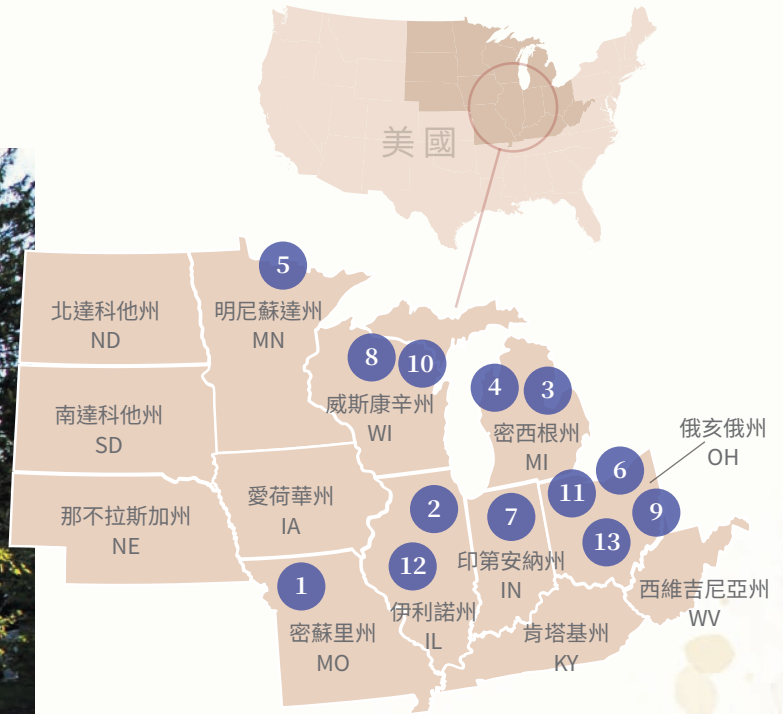 美國
5
北達科他州
ND
明尼蘇達州
MN
8
10
4
3
威斯康辛州
WI
南達科他州
SD
密西根州
MI
俄亥俄州
OH
6
11
9
愛荷華州
IA
2
7
那不拉斯加州
NE
13
12
印第安納州
IN
1
西維吉尼亞州
WV
伊利諾州
IL
密蘇里州
MO
肯塔基州
KY